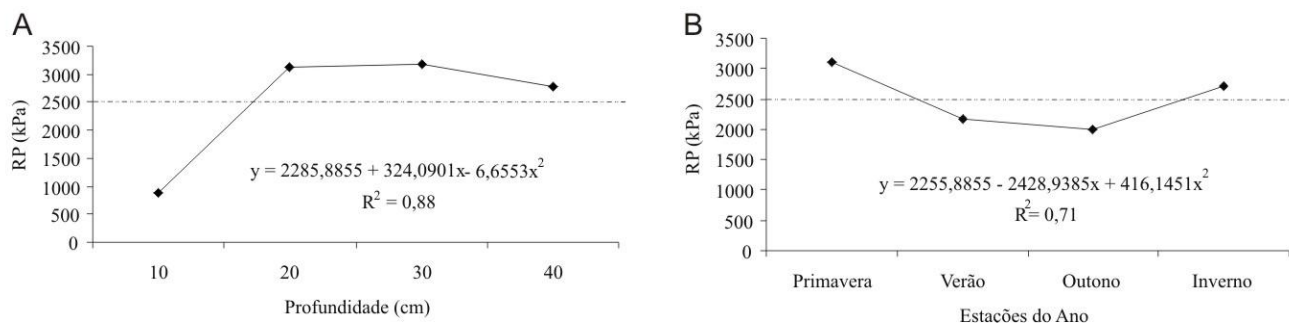 A
RP (kPa)
3500
3000
2500
2000
1500
1000
500
0
y = 2285,8855 + 324,0901x- 6,6553x²
R² = 0,88
10 20 30 40
Profundidade (cm)
B
RP (kPa)
3500
3000
2500
2000
1500
1000
500
0
y = 2255,8855 - 2428,9385x + 416,1451x²
R²= 0,71
Primavera Verão Outono Inverno
Estacões do Ano